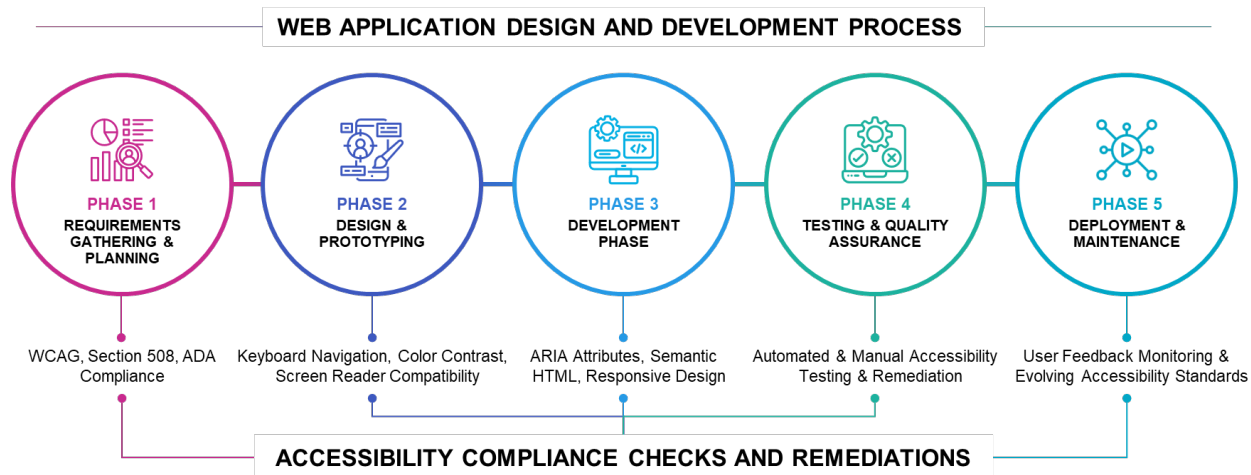 WEB APPLICATION DESIGN AND DEVELOPMENT PROCESS
PHASE 1
REQUIREMENTS
GATHERING &
PLANNING
PHASE 2
DESIGN &
PROTOTYPING
PHASE 3
DEVELOPMENT
PHASE
PHASE 4
TESTING & QUALITY
ASSURANCE
PHASE 5
DEPLOYMENT &
MAINTENANCE
WCAG, Section 508, ADA
Compliance
Keyboard Navigation, Color Contrast,
Screen Reader Compatibility
ARIA Attributes, Semantic
HTML, Responsive Design
Automated & Manual Accessibility
Testing & Remediation
User Feedback Monitoring &
Evolving Accessibility Standards
ACCESSIBILITY COMPLIANCE CHECKS AND REMEDIATIONS